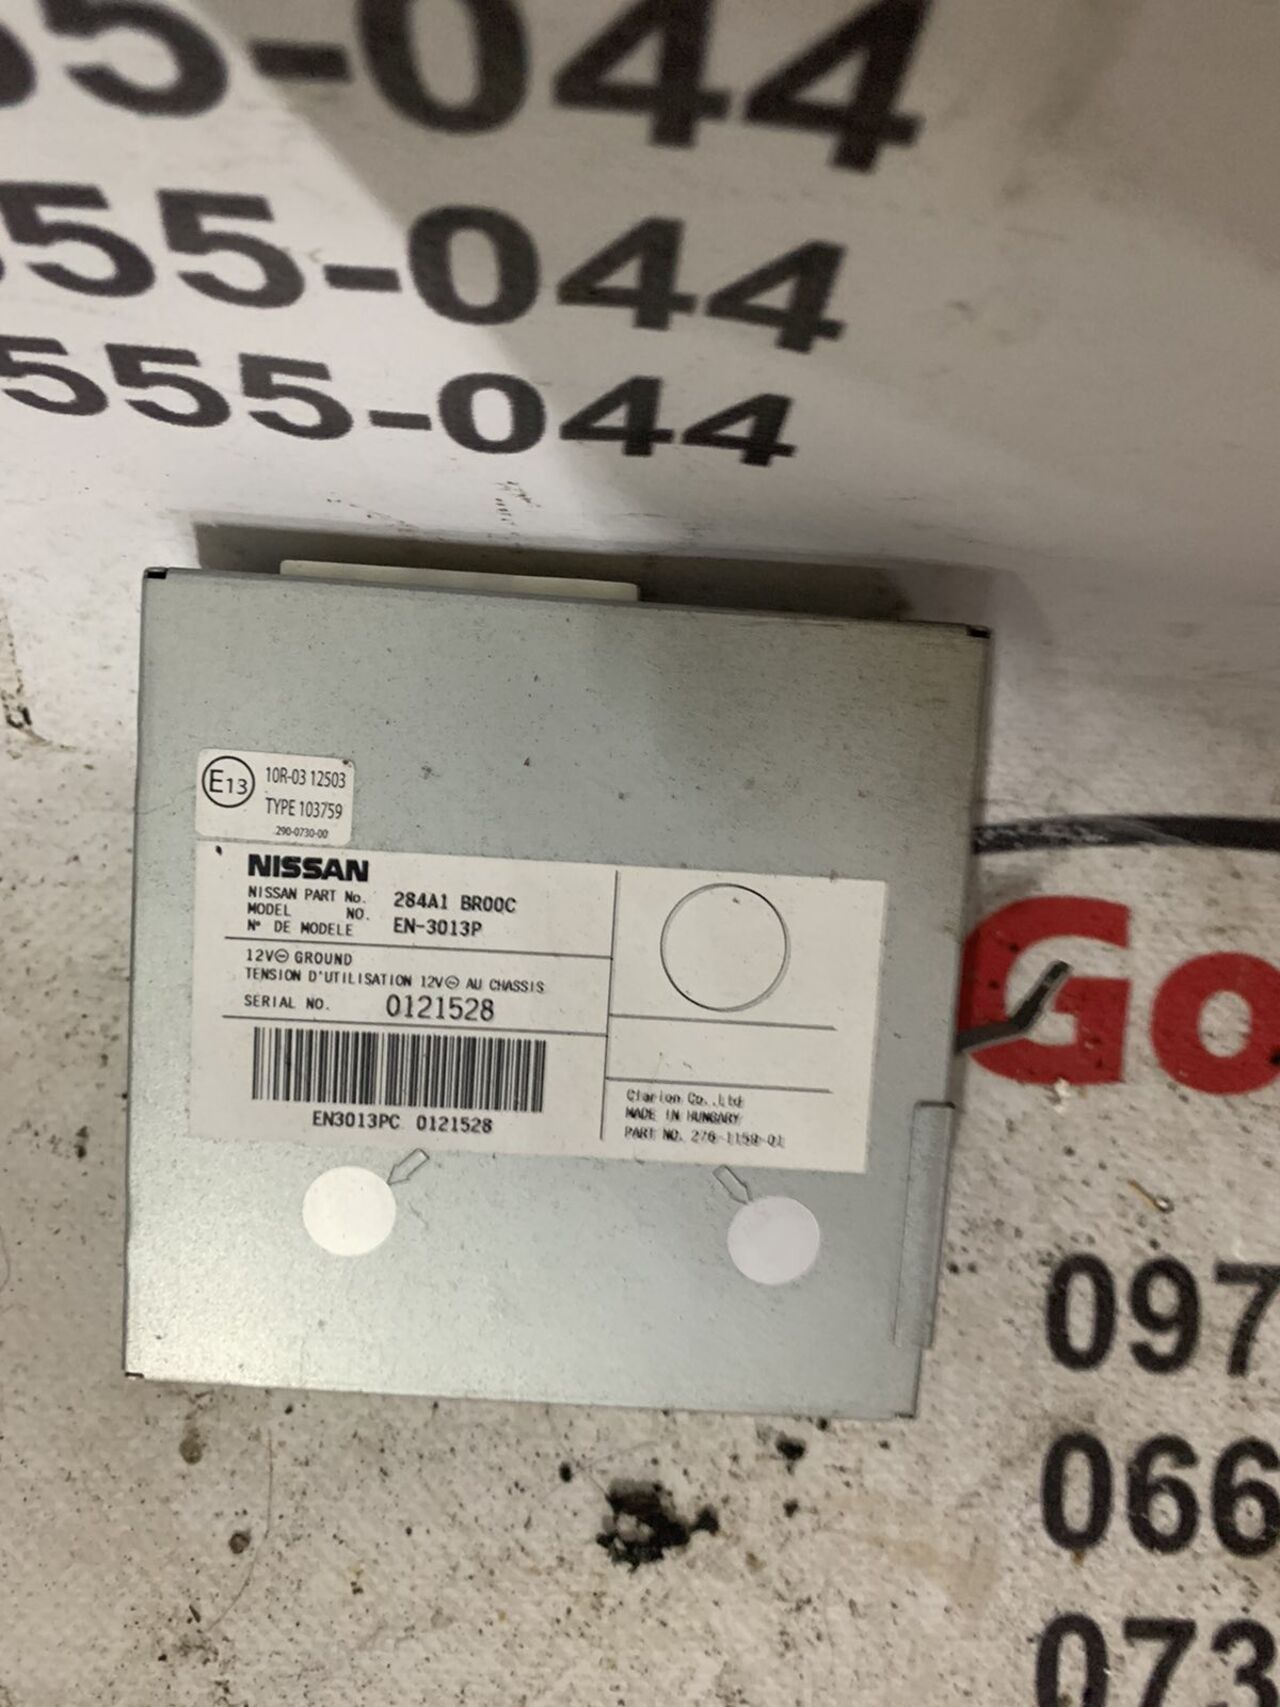 55-044
555-044
555-044
E13
10R-03 12503
TYPE 103759
290-0730-00
NISSAN
NISSAN PART No. 284A1 BR00C
MODEL NO. EN-3013P
N° DE MODELE
12V⊖ GROUND
TENSION D'UTILISATION 12V⊖ AU CHASSIS
SERIAL NO. 0121528
EN3013PC 0121528
Clarion Co.,Ltd
MADE IN HUNGARY
PART NO. 276-1159-01
Go
097
066
073